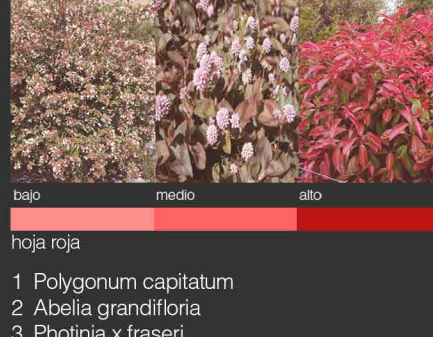 bajo medio alto
hoja roja
1 Polygonum capitatum
2 Abelia grandifloria
3 Photinia x fraseri